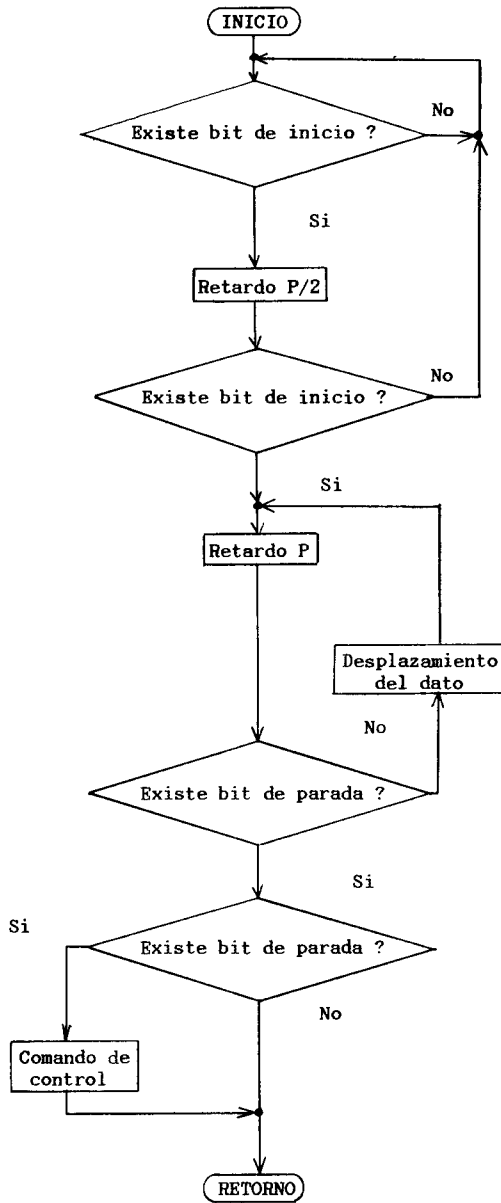 INICIO
No
Existe bit de inicio ?
Si
Retardo P/2
No
Existe bit de inicio ?
Si
Retardo P
Desplazamiento
del dato
No
Existe bit de parada ?
Si
Si
Existe bit de parada ?
No
Comando de
control
RETORNO